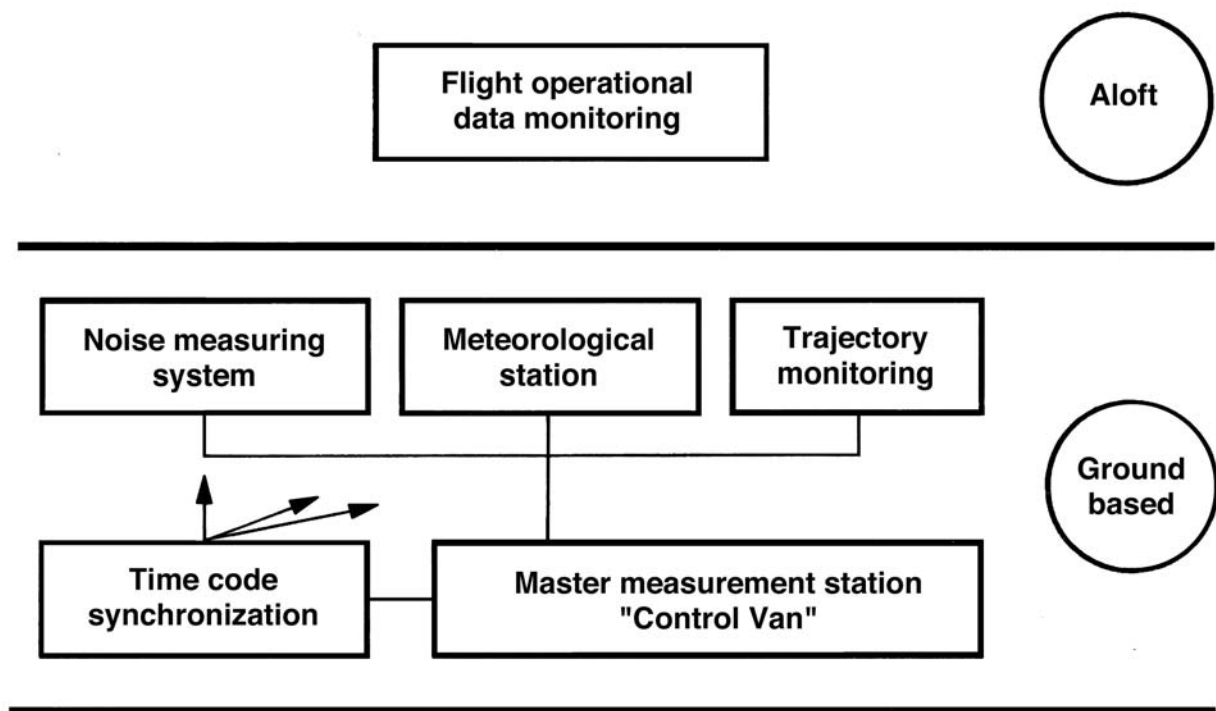 Flight operational
data monitoring
Aloft
Noise measuring
system
Meteorological
station
Trajectory
monitoring
Ground
based
Time code
synchronization
Master measurement station
"Control Van"